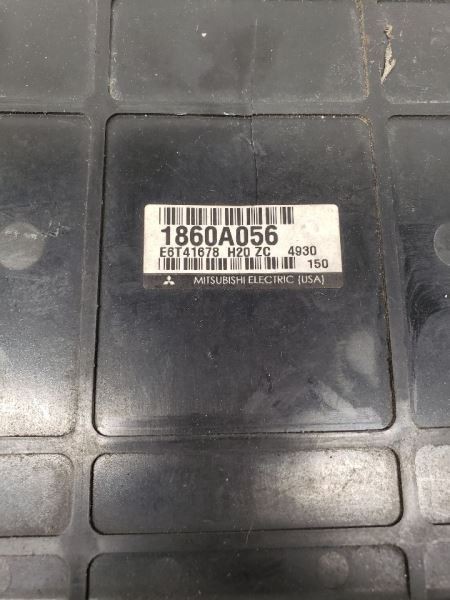 1860A056
E6T41678 H20 ZC 4930
150
MITSUBISHI ELECTRIC (USA)